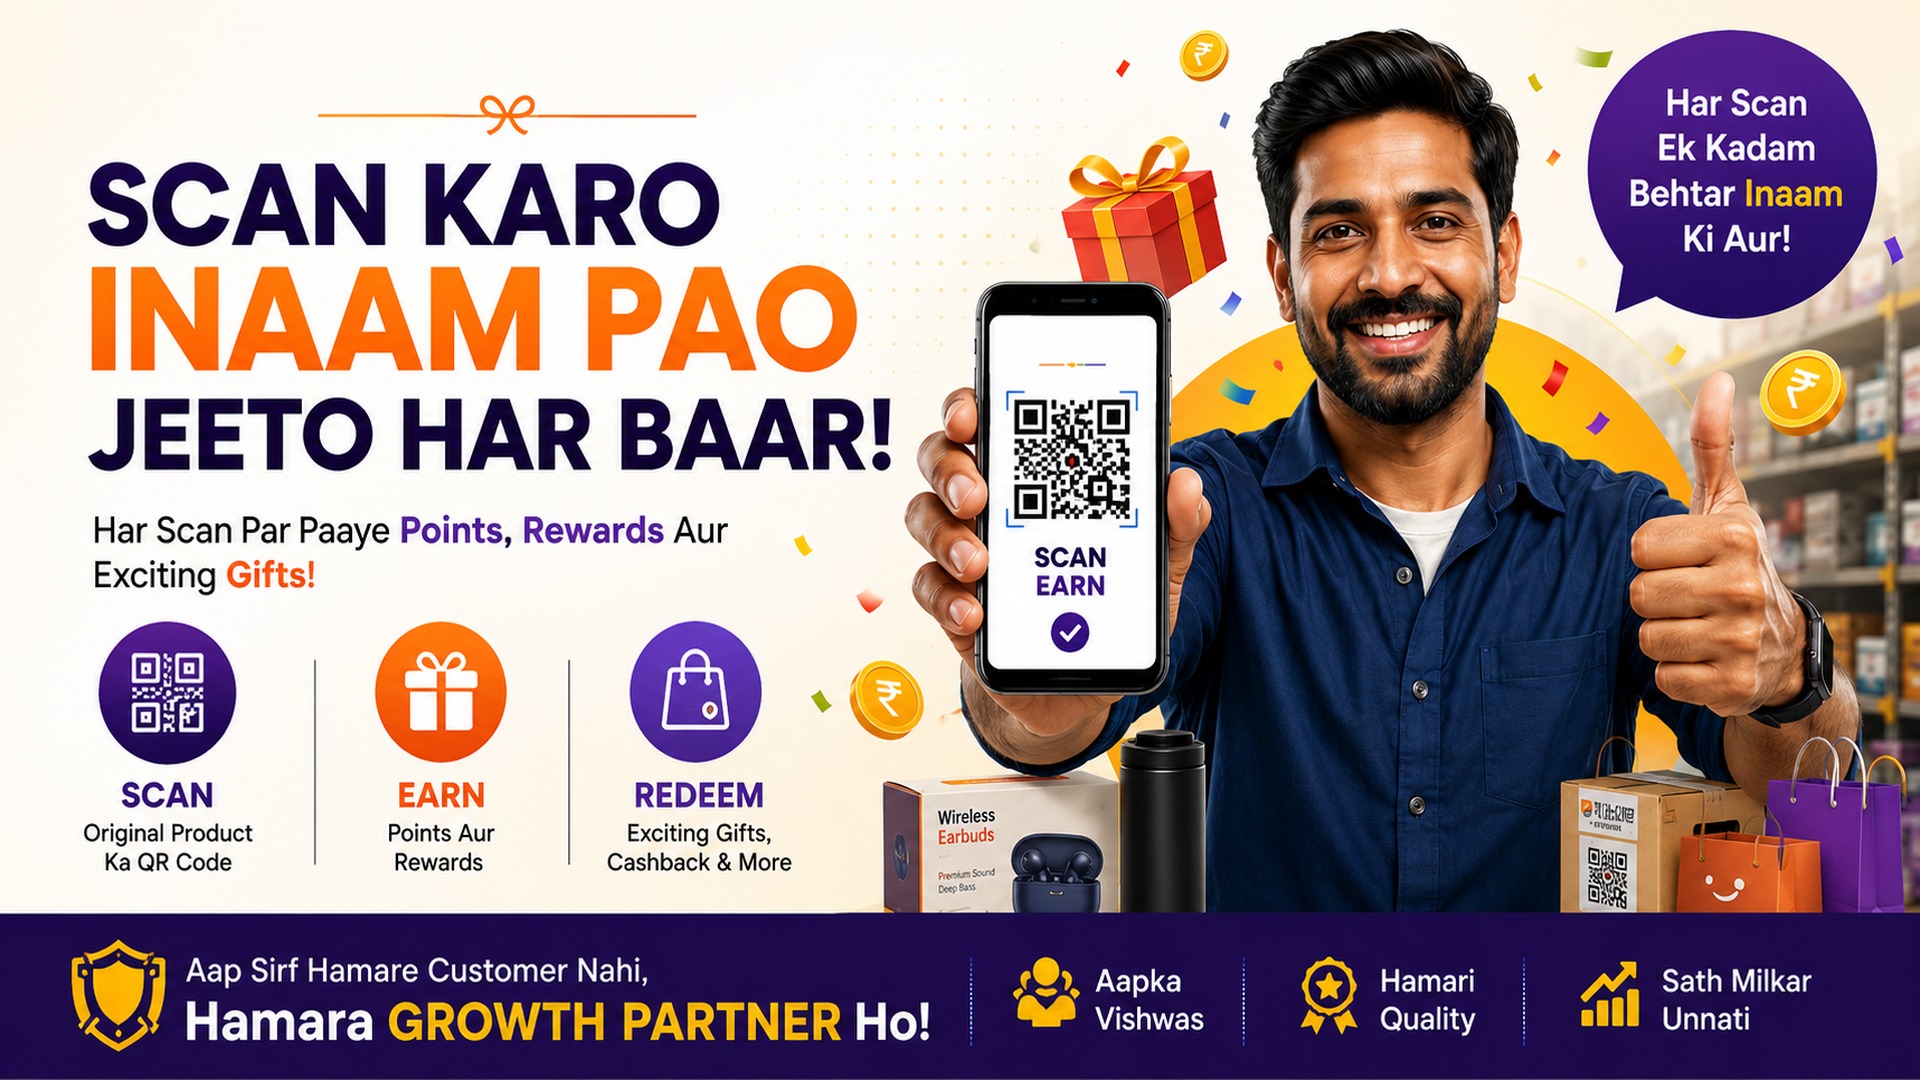 SCAN KARO
INAAM PAO
JEETO HAR BAAR!
Har Scan Par Paaye Points, Rewards Aur
Exciting Gifts!
SCAN
Original Product
Ka QR Code
EARN
Points Aur
Rewards
REDEEM
Exciting Gifts,
Cashback & More
Har Scan
Ek Kadam
Behtar Inaam
Ki Aur!
SCAN
EARN
Wireless
Earbuds
Premium Sound
Deep Bass
Aap Sirf Hamare Customer Nahi,
Hamara GROWTH PARTNER Ho!
Aapka
Vishwas
Hamari
Quality
Sath Milkar
Unnati